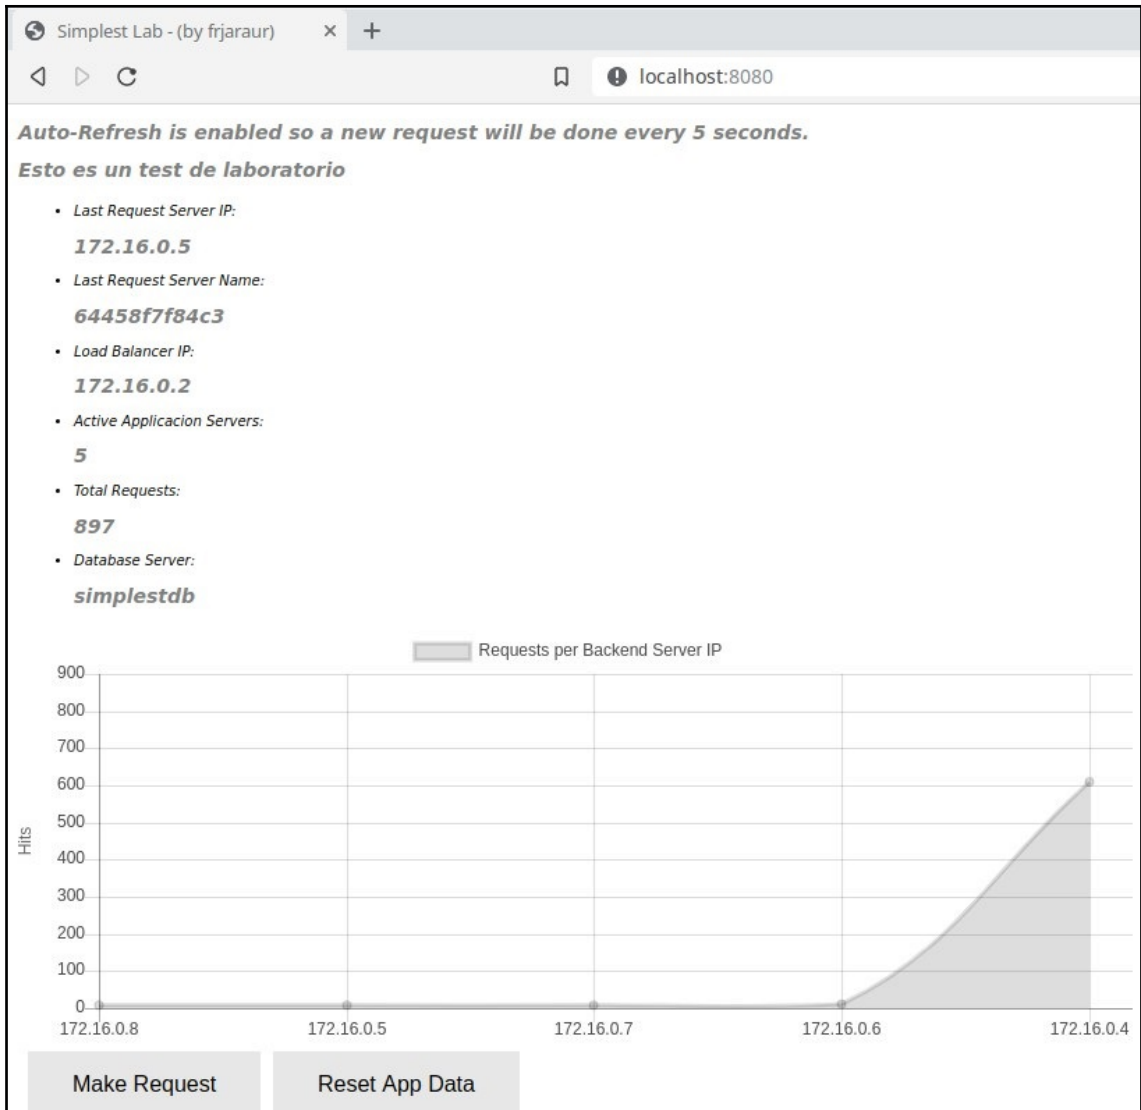 Simplest Lab - (by frjaraur)
localhost:8080
Auto-Refresh is enabled so a new request will be done every 5 seconds.
Esto es un test de laboratorio
• Last Request Server IP:
172.16.0.5
• Last Request Server Name:
64458f7f84c3
• Load Balancer IP:
172.16.0.2
• Active Applicacion Servers:
5
• Total Requests:
897
• Database Server:
simplestdb
Requests per Backend Server IP
900
800
700
600
500
400
300
200
100
0
Hits
172.16.0.8 172.16.0.5 172.16.0.7 172.16.0.6 172.16.0.4
Make Request Reset App Data